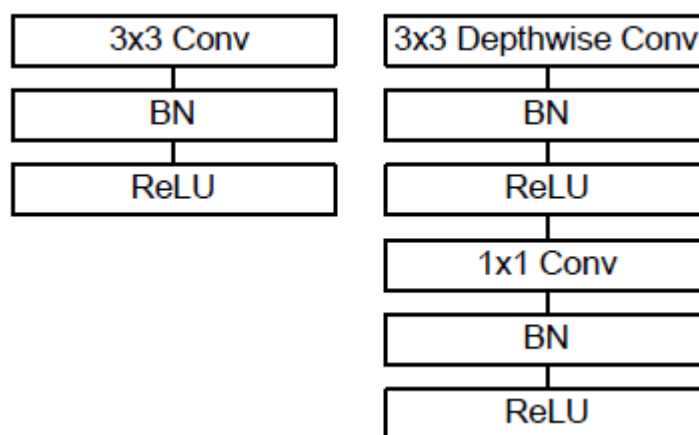 3x3 Conv
BN
ReLU
3x3 Depthwise Conv
BN
ReLU
1x1 Conv
BN
ReLU